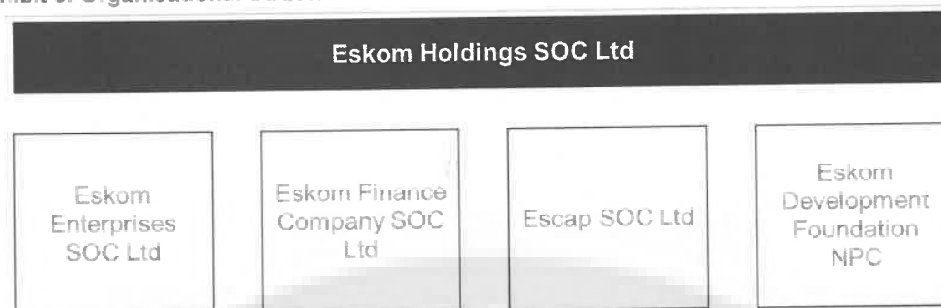 Eskom Holdings SOC Ltd
Eskom
Enterprises
SOC Ltd
Eskom Finance
Company SOC
Ltd
Escap SOC Ltd
Eskom
Development
Foundation
NPC